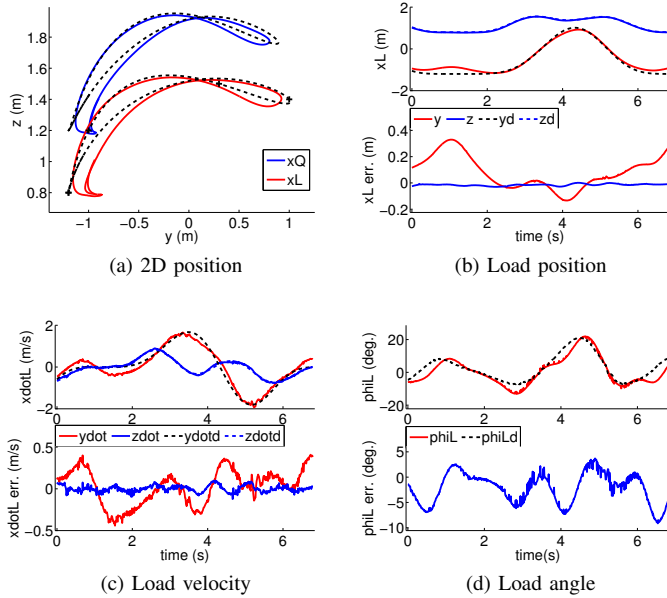 1.8
1.6
1.4
1.2
1
0.8
z (m)
−1
−0.5
0
0.5
1
y (m)
xQ
xL
(a) 2D position
2
0
−2
xL (m)
0
2
4
6
y
z
yd
zd
0.4
0.2
0
−0.2
xL err. (m)
0
2
4
6
time (s)
(b) Load position
2
0
−2
xdotL (m/s)
0
2
4
6
ydot
zdot
ydotd
zdotd
0.5
0
−0.5
xdotL err. (m/s)
0
2
4
6
time (s)
(c) Load velocity
20
0
−20
phiL (deg.)
0
2
4
6
phiL
phiLd
5
0
−5
−10
phiL err. (deg.)
0
2
4
6
time(s)
(d) Load angle